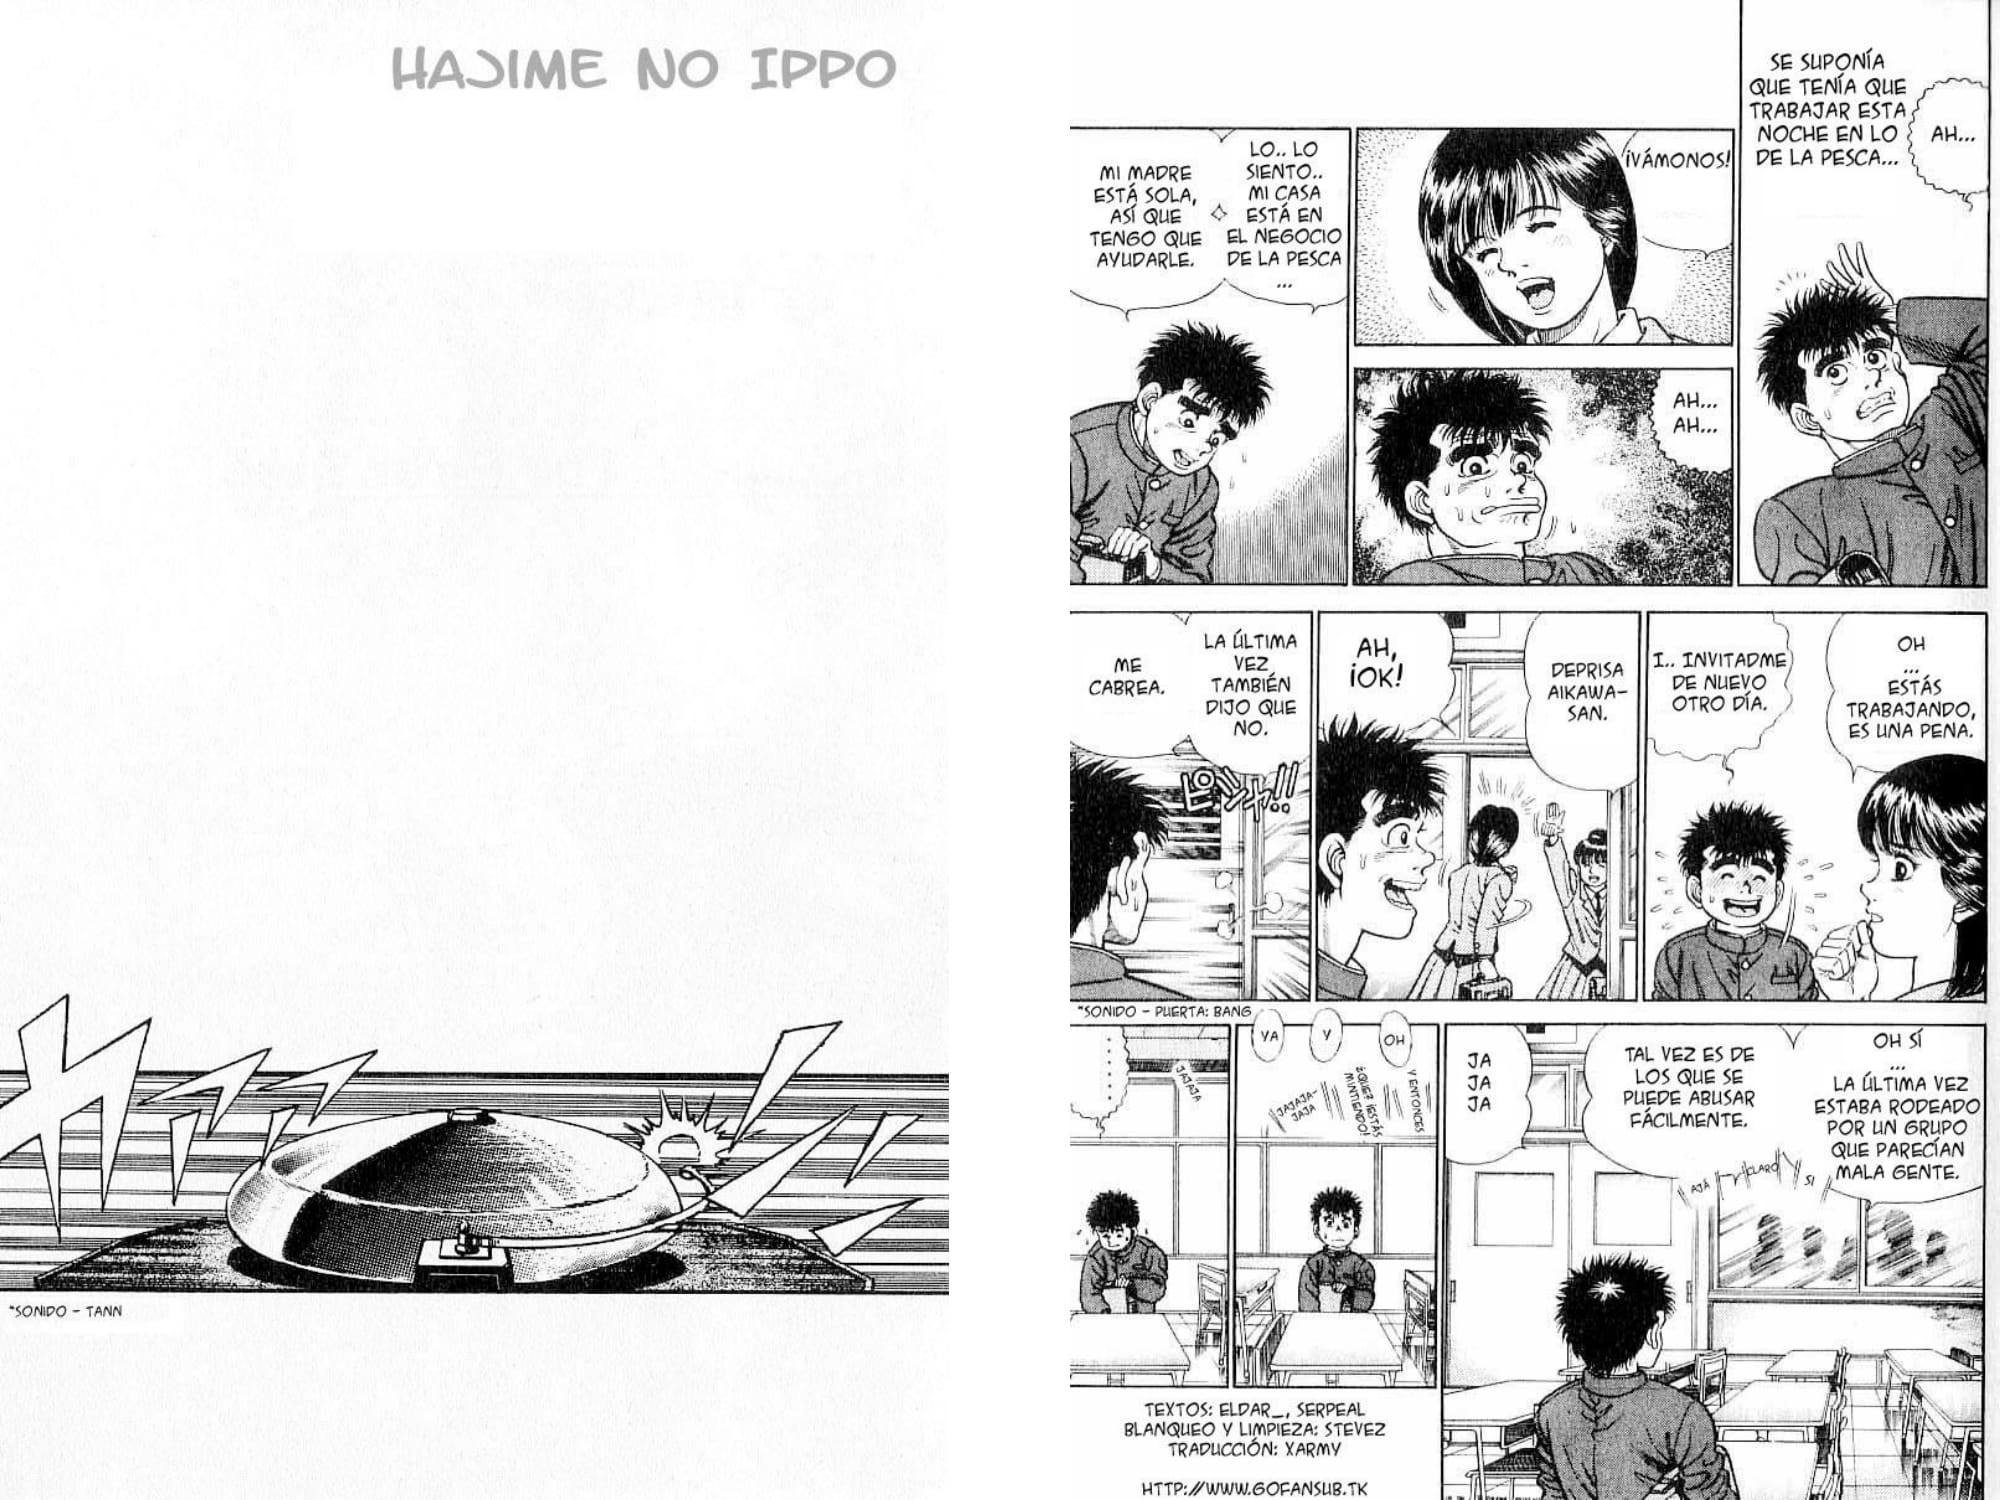 HAJIME NO IPPO
*SONIDO - TANN
AH...
SE SUPONÍA
QUE TENÍA QUE
TRABAJAR ESTA
NOCHE EN LO
DE LA PESCA...
¡VÁMONOS!
AH...
AH...
LO.. LO
SIENTO..
MI CASA
ESTÁ EN
EL NEGOCIO
DE LA PESCA
...
MI MADRE
ESTÁ SOLA,
ASÍ QUE
TENGO QUE
AYUDARLE.
OH
...
ESTÁS
TRABAJANDO,
ES UNA PENA.
I.. INVITADME
DE NUEVO
OTRO DÍA.
DEPRISA
AIKAWA-
SAN.
AH,
¡OK!
LA ÚLTIMA
VEZ
TAMBIÉN
DIJO QUE
NO.
ME
CABREA.
ピシャ!!
*SONIDO - PUERTA: BANG
OH SÍ
...
LA ÚLTIMA VEZ
ESTABA RODEADO
POR UN GRUPO
QUE PARECÍAN
MALA GENTE.
TAL VEZ ES DE
LOS QUE SE
PUEDE ABUSAR
FÁCILMENTE.
SI
CLARO
AJÁ
JA
JA
JA
OH
Y
YA
Y ENTONCES
¿QUE? ¡ESTÁS
MINTIENDO!
JAJAJA-
JAJA
JAJAJA
......
TEXTOS: ELDAR_, SERPEAL
BLANQUEO Y LIMPIEZA: STEVEZ
TRADUCCIÓN: XARMY
HTTP://WWW.GOFANSUB.TK